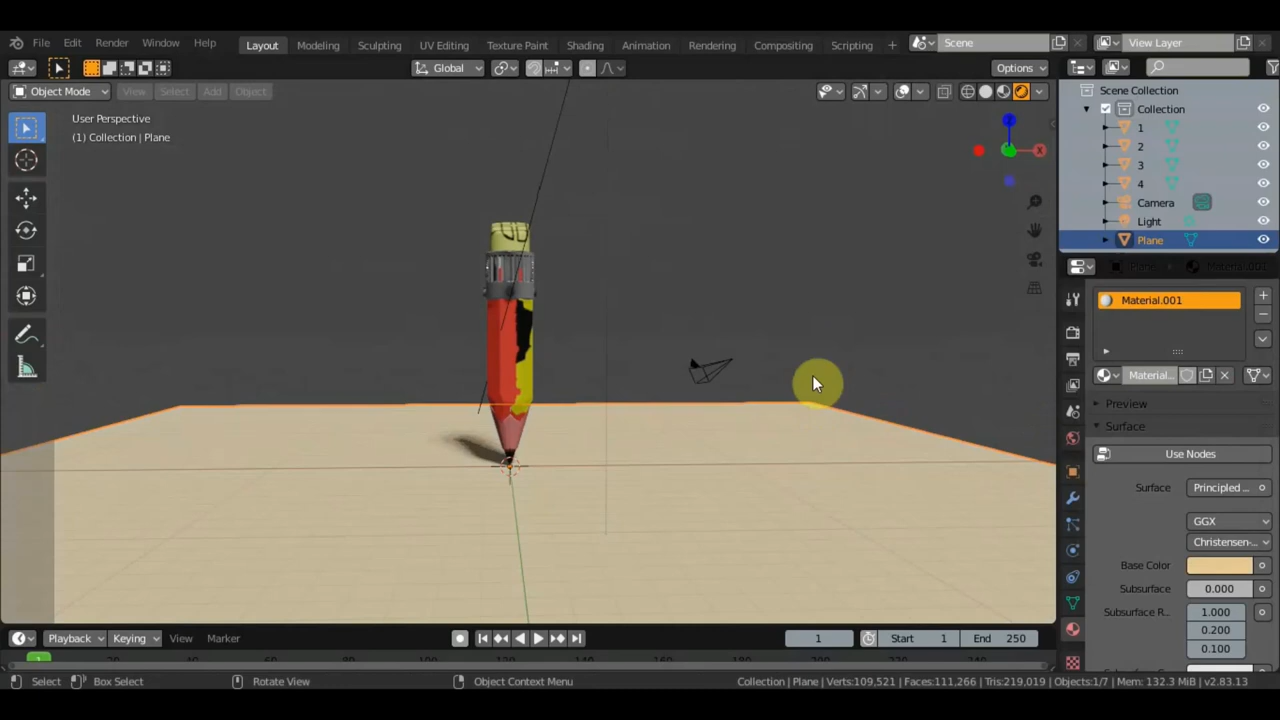 File Edit Render Window Help Layout Modeling Sculpting UV Editing Texture Paint Shading Animation Rendering Compositing Scripting + Scene View Layer
Global Options
Object Mode View Select Add Object
User Perspective
(1) Collection | Plane
Z
X
Scene Collection
Collection
1
2
3
4
Camera
Light
Plane
Material.001
Material...
Preview
Surface
Use Nodes
Surface Principled ...
GGX
Christensen-...
Base Color
Subsurface 0.000
Subsurface R... 1.000
0.200
0.100
Playback Keying View Marker 1 Start 1 End 250
1
Select Box Select Rotate View Object Context Menu Collection | Plane | Verts:109,521 | Faces:111,266 | Tris:219,019 | Objects:1/7 | Mem: 132.3 MiB | v2.83.13